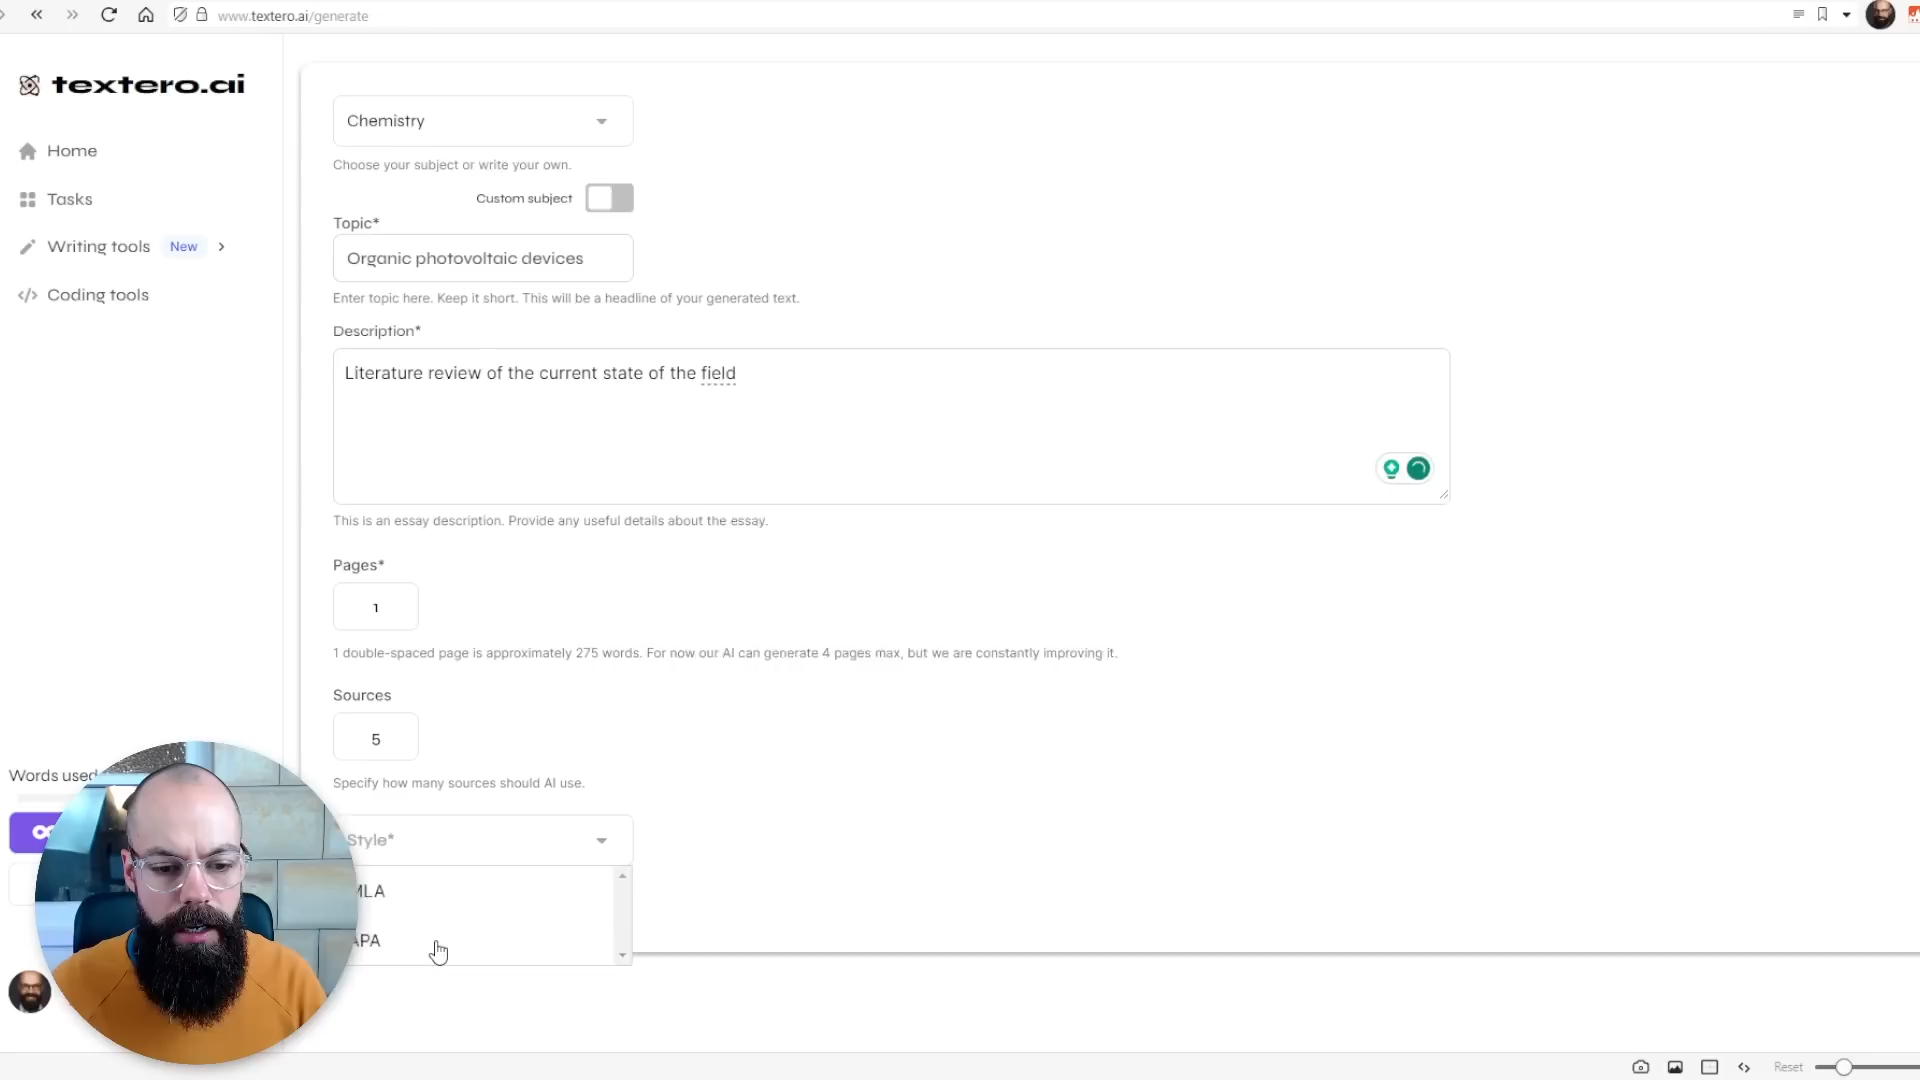 www.textero.ai/generate
textero.ai
Home
Tasks
Writing tools New
Coding tools
Chemistry
Choose your subject or write your own.
Custom subject
Topic*
Organic photovoltaic devices
Enter topic here. Keep it short. This will be a headline of your generated text.
Description*
Literature review of the current state of the field
This is an essay description. Provide any useful details about the essay.
Pages*
1
1 double-spaced page is approximately 275 words. For now our AI can generate 4 pages max, but we are constantly improving it.
Sources
5
Specify how many sources should AI use.
Style*
MLA
APA
Words used
Reset